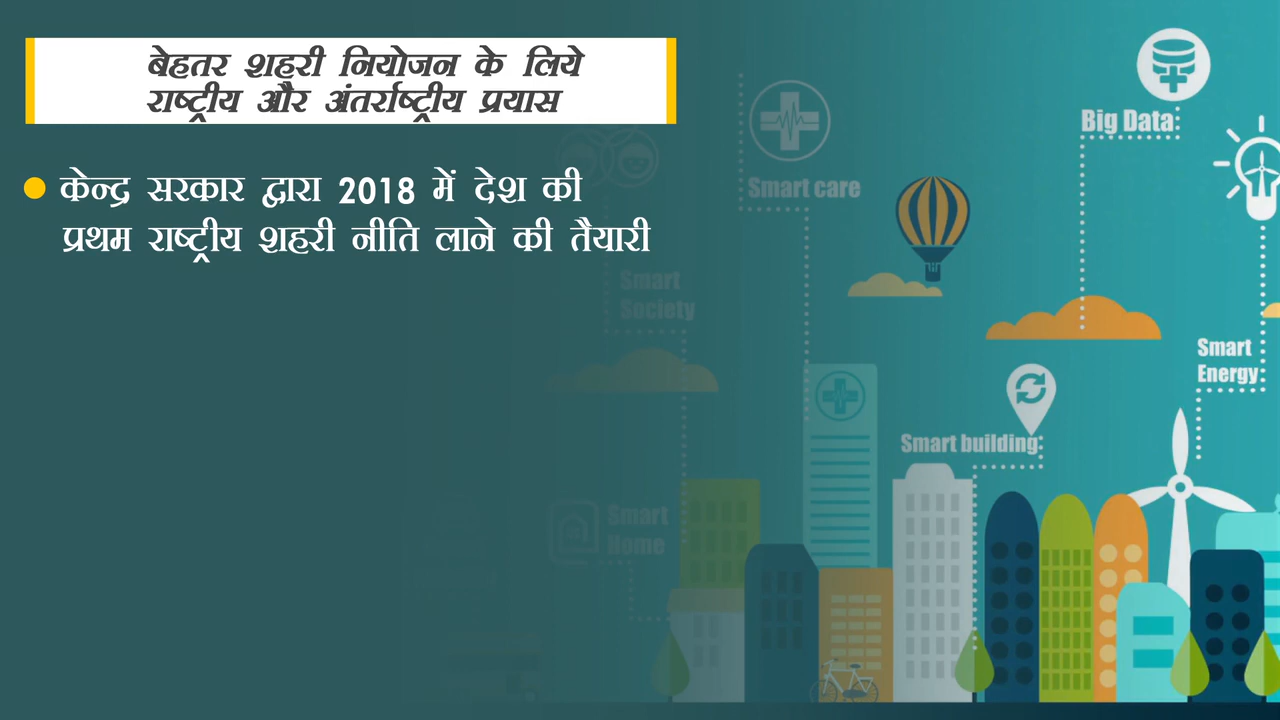 बेहतर शहरी नियोजन के लिये
राष्ट्रीय और अंतर्राष्ट्रीय प्रयास
केन्द्र सरकार द्वारा 2018 में देश की
प्रथम राष्ट्रीय शहरी नीति लाने की तैयारी
Big Data
Smart care
Smart
Society
Smart
Energy
Smart building
Smart
Home